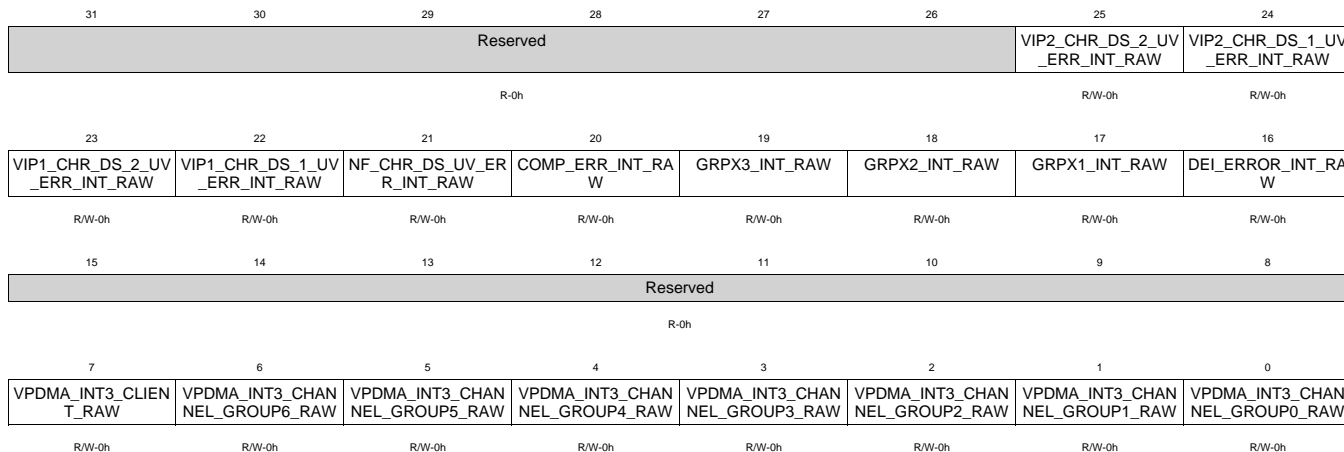 31 30 29 28 27 26 25 24
Reserved VIP2_CHR_DS_2_UV VIP2_CHR_DS_1_UV
_ERR_INT_RAW _ERR_INT_RAW
R-0h R/W-0h R/W-0h
23 22 21 20 19 18 17 16
VIP1_CHR_DS_2_UV VIP1_CHR_DS_1_UV NF_CHR_DS_UV_ER COMP_ERR_INT_RA GRPX3_INT_RAW GRPX2_INT_RAW GRPX1_INT_RAW DEI_ERROR_INT_RA
_ERR_INT_RAW _ERR_INT_RAW R_INT_RAW W W
R/W-0h R/W-0h R/W-0h R/W-0h R/W-0h R/W-0h R/W-0h R/W-0h
15 14 13 12 11 10 9 8
Reserved
R-0h
7 6 5 4 3 2 1 0
VPDMA_INT3_CLIEN VPDMA_INT3_CHAN VPDMA_INT3_CHAN VPDMA_INT3_CHAN VPDMA_INT3_CHAN VPDMA_INT3_CHAN VPDMA_INT3_CHAN VPDMA_INT3_CHAN
T_RAW NEL_GROUP6_RAW NEL_GROUP5_RAW NEL_GROUP4_RAW NEL_GROUP3_RAW NEL_GROUP2_RAW NEL_GROUP1_RAW NEL_GROUP0_RAW
R/W-0h R/W-0h R/W-0h R/W-0h R/W-0h R/W-0h R/W-0h R/W-0h